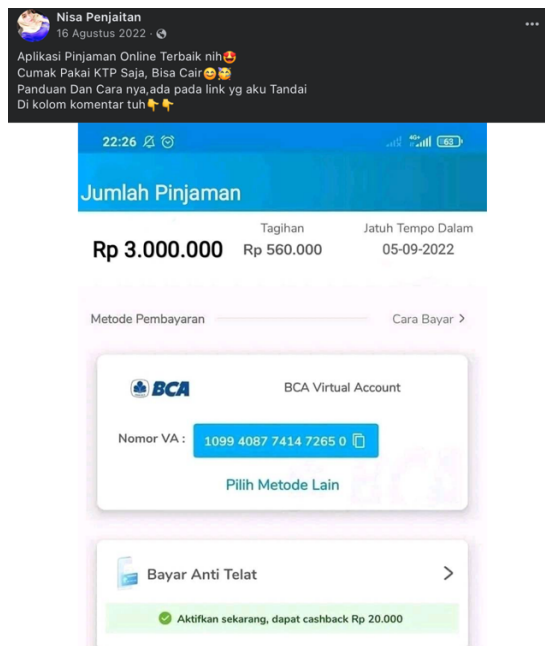 Nisa Penjaitan
16 Agustus 2022 ·
Aplikasi Pinjaman Online Terbaik nih🤩
Cumak Pakai KTP Saja, Bisa Cair😄🥳
Panduan Dan Cara nya,ada pada link yg aku Tandai
Di kolom komentar tuh👇👇
22:26 4G+ 63
Jumlah Pinjaman
Tagihan Jatuh Tempo Dalam
Rp 3.000.000 Rp 560.000 05-09-2022
Metode Pembayaran Cara Bayar >
BCA BCA Virtual Account
Nomor VA : 1099 4087 7414 7265 0
Pilih Metode Lain
Bayar Anti Telat >
Aktifkan sekarang, dapat cashback Rp 20.000